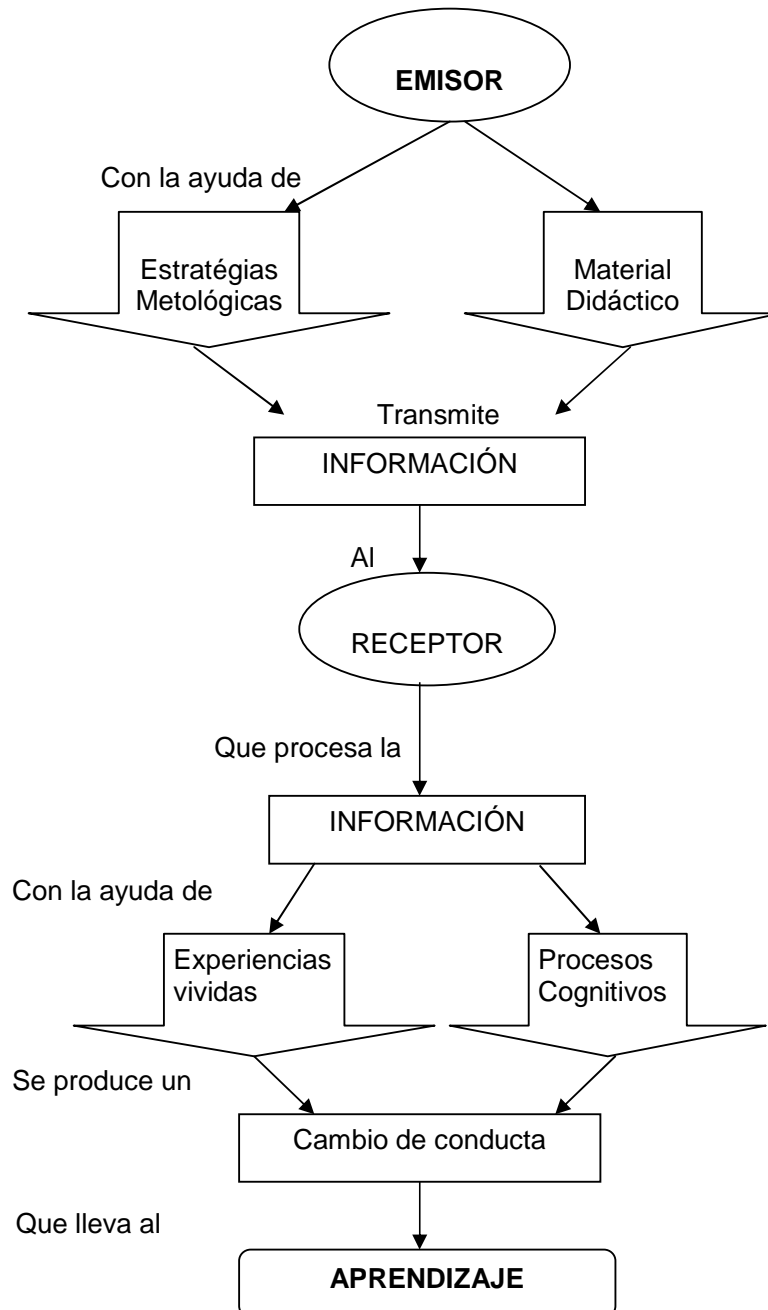 EMISOR
Con la ayuda de
Estratégias
Metológicas
Material
Didáctico
Transmite
INFORMACIÓN
Al
RECEPTOR
Que procesa la
INFORMACIÓN
Con la ayuda de
Experiencias
vividas
Procesos
Cognitivos
Se produce un
Cambio de conducta
Que lleva al
APRENDIZAJE